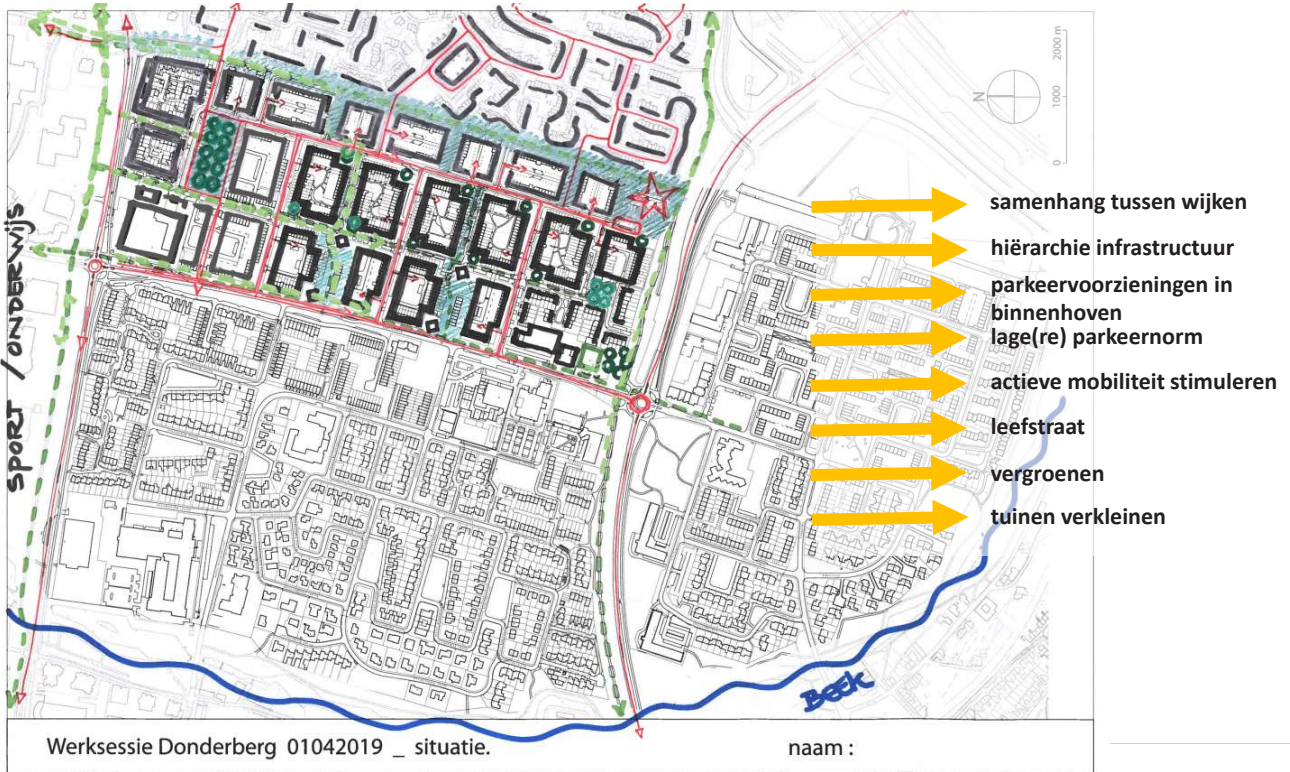 2000 m
1000
0
N
samenhang tussen wijken
hiërarchie infrastructuur
parkeervoorzieningen in
binnenhoven
lage(re) parkeernorm
actieve mobiliteit stimuleren
leefstraat
vergroenen
tuinen verkleinen
SPORT / ONDERWIJS
BEEK
Werksessie Donderberg 01042019 _ situatie.
naam :